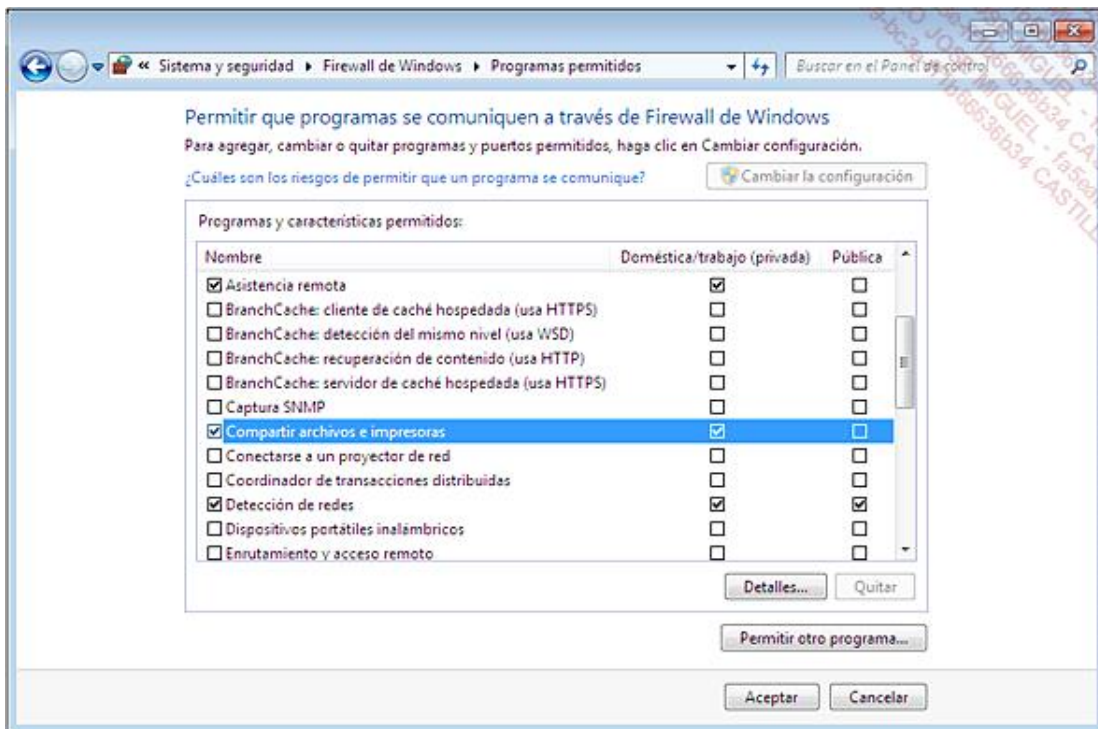 « Sistema y seguridad ▸ Firewall de Windows ▸ Programas permitidos
Buscar en el Panel de control
Permitir que programas se comuniquen a través de Firewall de Windows
Para agregar, cambiar o quitar programas y puertos permitidos, haga clic en Cambiar configuración.
¿Cuáles son los riesgos de permitir que un programa se comunique?
Cambiar la configuración
Programas y características permitidos:
Nombre Doméstica/trabajo (privada) Pública
Asistencia remota
BranchCache: cliente de caché hospedada (usa HTTPS)
BranchCache: detección del mismo nivel (usa WSD)
BranchCache: recuperación de contenido (usa HTTP)
BranchCache: servidor de caché hospedada (usa HTTPS)
Captura SNMP
Compartir archivos e impresoras
Conectarse a un proyector de red
Coordinador de transacciones distribuidas
Detección de redes
Dispositivos portátiles inalámbricos
Enrutamiento y acceso remoto
Detalles... Quitar
Permitir otro programa...
Aceptar Cancelar